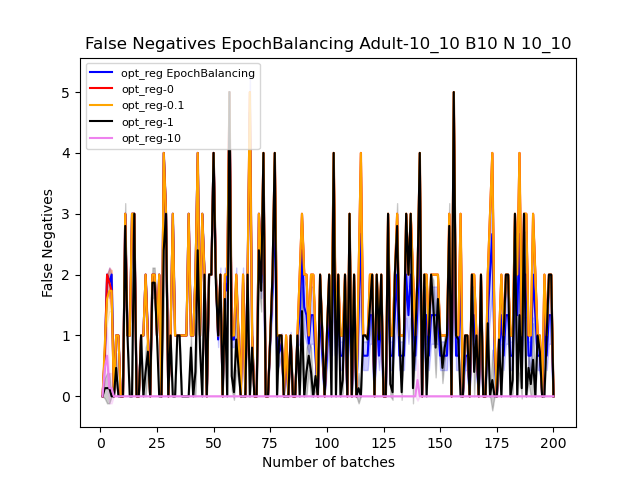 False Negatives EpochBalancing Adult-10_10 B10 N 10_10
opt_reg EpochBalancing
opt_reg-0
opt_reg-0.1
opt_reg-1
opt_reg-10
False Negatives
5
4
3
2
1
0
0 25 50 75 100 125 150 175 200
Number of batches